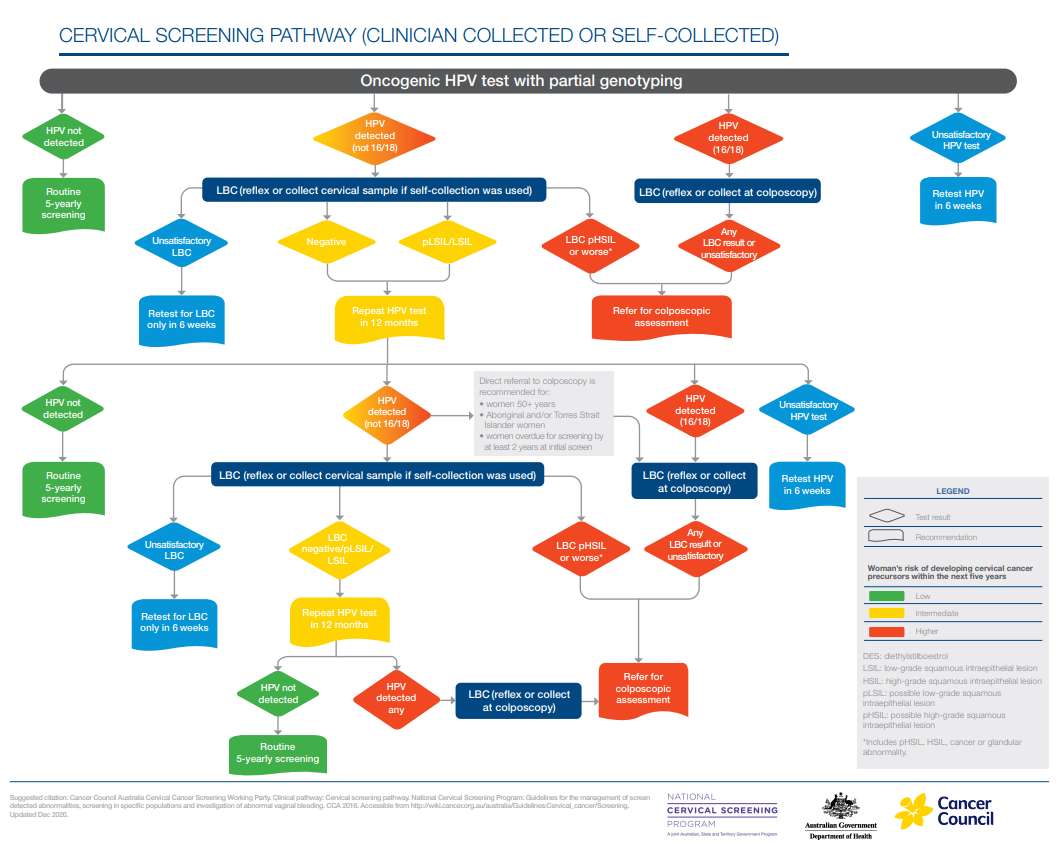 CERVICAL SCREENING PATHWAY (CLINICIAN COLLECTED OR SELF-COLLECTED)
Oncogenic HPV test with partial genotyping
HPV not
detected
HPV
detected
(not 16/18)
HPV
detected
(16/18)
Unsatisfactory
HPV test
Routine
5-yearly
screening
LBC (reflex or collect cervical sample if self-collection was used)
LBC (reflex or collect at colposcopy)
Retest HPV
in 6 weeks
Unsatisfactory
LBC
Negative
pLSIL/LSIL
LBC pHSIL
or worse*
Any
LBC result or
unsatisfactory
Retest for LBC
only in 6 weeks
Repeat HPV test
in 12 months
Refer for colposcopic
assessment
HPV not
detected
HPV
detected
(not 16/18)
Direct referral to colposcopy is
recommended for:
• women 50+ years
• Aboriginal and/or Torres Strait
Islander women
• women overdue for screening by
at least 2 years at initial screen
HPV
detected
(16/18)
Unsatisfactory
HPV test
Routine
5-yearly
screening
LBC (reflex or collect cervical sample if self-collection was used)
LBC (reflex or collect
at colposcopy)
Retest HPV
in 6 weeks
Unsatisfactory
LBC
LBC
negative/pLSIL/
LSIL
LBC pHSIL
or worse*
Any
LBC result or
unsatisfactory
Retest for LBC
only in 6 weeks
Repeat HPV test
in 12 months
HPV not
detected
HPV
detected
any
LBC (reflex or collect
at colposcopy)
Refer for
colposcopic
assessment
Routine
5-yearly screening
LEGEND
Test result
Recommendation
Woman's risk of developing cervical cancer
precursors within the next five years
Low
Intermediate
Higher
DES: diethylstilboestrol
LSIL: low-grade squamous intraepithelial lesion
HSIL: high-grade squamous intraepithelial lesion
pLSIL: possible low-grade squamous
intraepithelial lesion
pHSIL: possible high-grade squamous
intraepithelial lesion
*Includes pHSIL, HSIL, cancer or glandular
abnormality.
Suggested citation: Cancer Council Australia Cervical Cancer Screening Working Party. Clinical pathway: Cervical screening pathway. National Cervical Screening Program: Guidelines for the management of screen
detected abnormalities, screening in specific populations and investigation of abnormal vaginal bleeding. CCA 2016. Accessible from http://wiki.cancer.org.au/australia/Guidelines:Cervical_cancer/Screening.
Updated Dec 2020.
NATIONAL
CERVICAL SCREENING
PROGRAM
A joint Australian, State and Territory Government Program
Australian Government
Department of Health
Cancer
Council